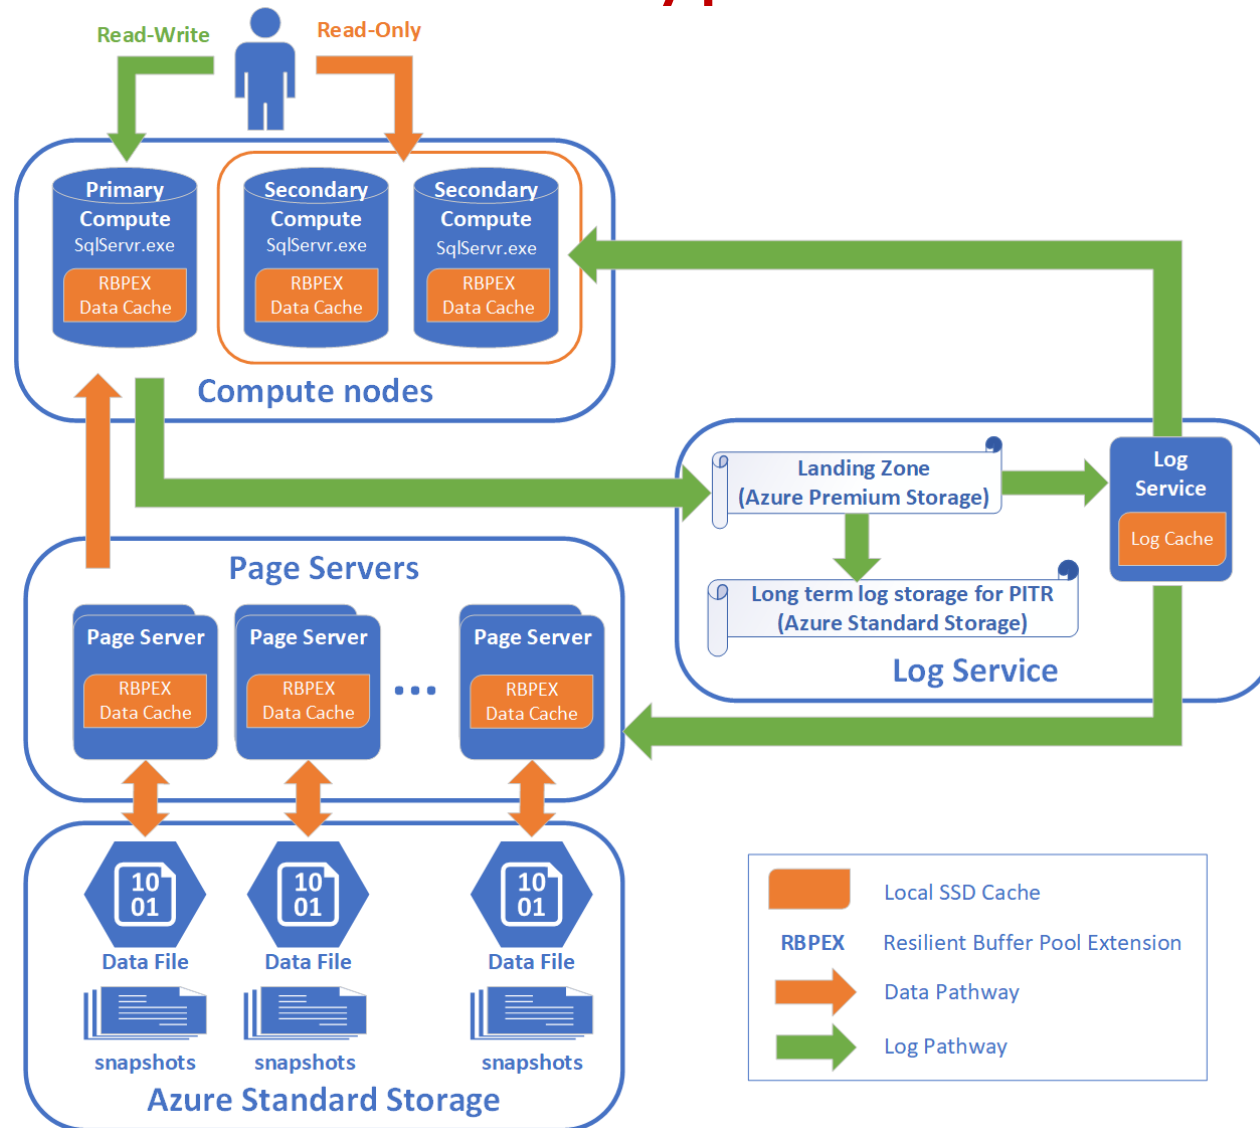 Read-Write
Read-Only
Primary
Compute
SqlServr.exe
RBPEX
Data Cache
Secondary
Compute
SqlServr.exe
RBPEX
Data Cache
Secondary
Compute
SqlServr.exe
RBPEX
Data Cache
Compute nodes
Landing Zone
(Azure Premium Storage)
Log
Service
Log Cache
Long term log storage for PITR
(Azure Standard Storage)
Log Service
Page Servers
Page Server
RBPEX
Data Cache
Page Server
RBPEX
Data Cache
...
Page Server
RBPEX
Data Cache
10
01
Data File
snapshots
10
01
Data File
snapshots
10
01
Data File
snapshots
Azure Standard Storage
Local SSD Cache
RBPEX Resilient Buffer Pool Extension
Data Pathway
Log Pathway